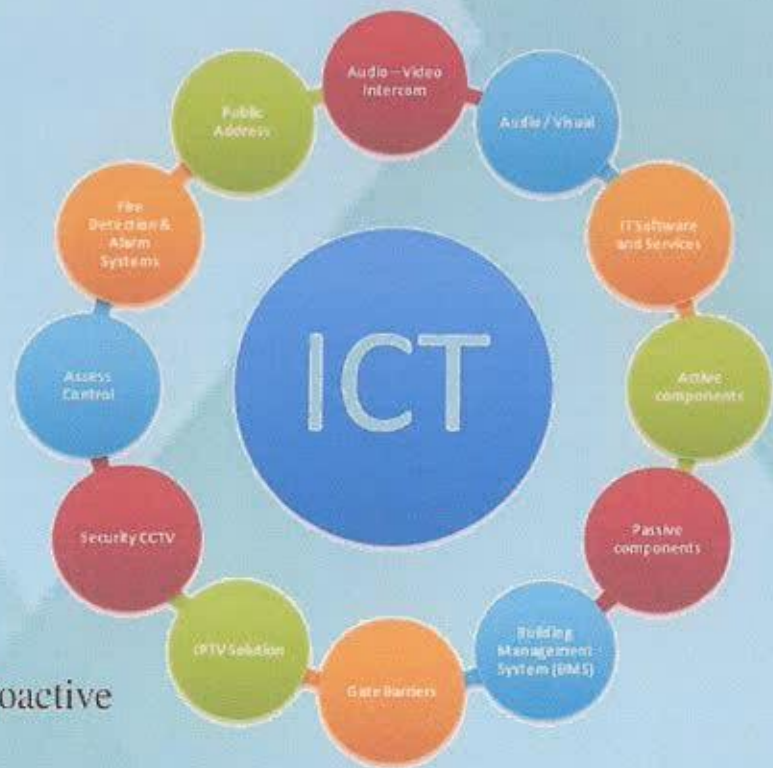 Audio – Video
Intercom
Audio / Visual
IT Software
and Services
Active
components
Passive
components
Building
Management
System (BMS)
Gate Barriers
IPTV Solution
Security CCTV
Access
Control
Fire
Detection &
Alarm
Systems
Public
Address
ICT
oactive